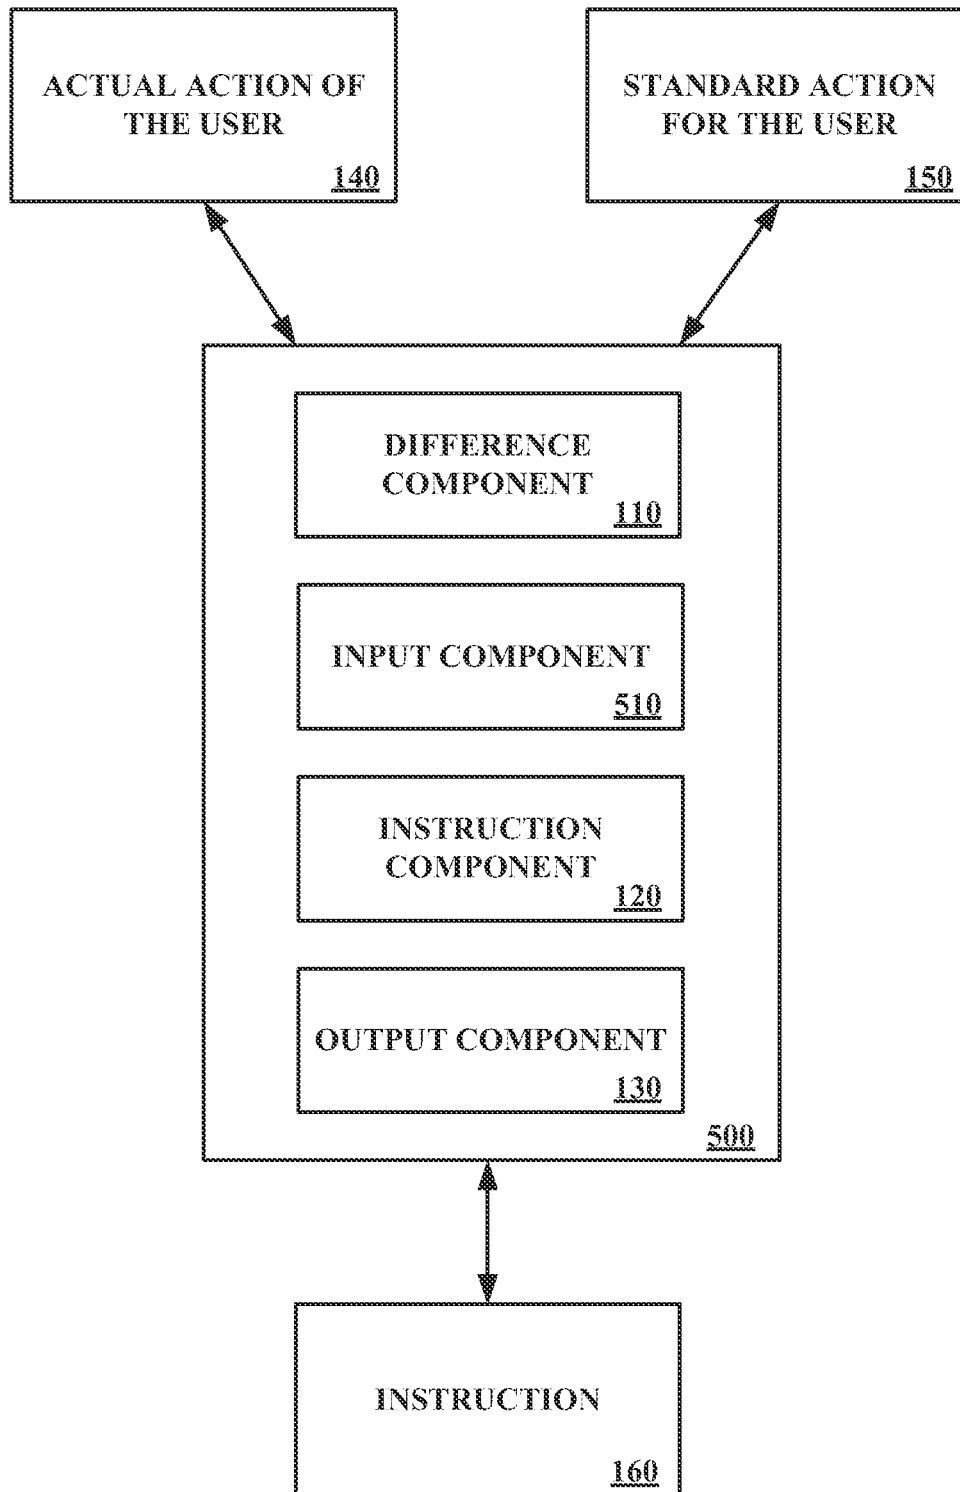 ACTUAL ACTION OF
THE USER
140
STANDARD ACTION
FOR THE USER
150
DIFFERENCE
COMPONENT
110
INPUT COMPONENT
510
INSTRUCTION
COMPONENT
120
OUTPUT COMPONENT
130
500
INSTRUCTION
160